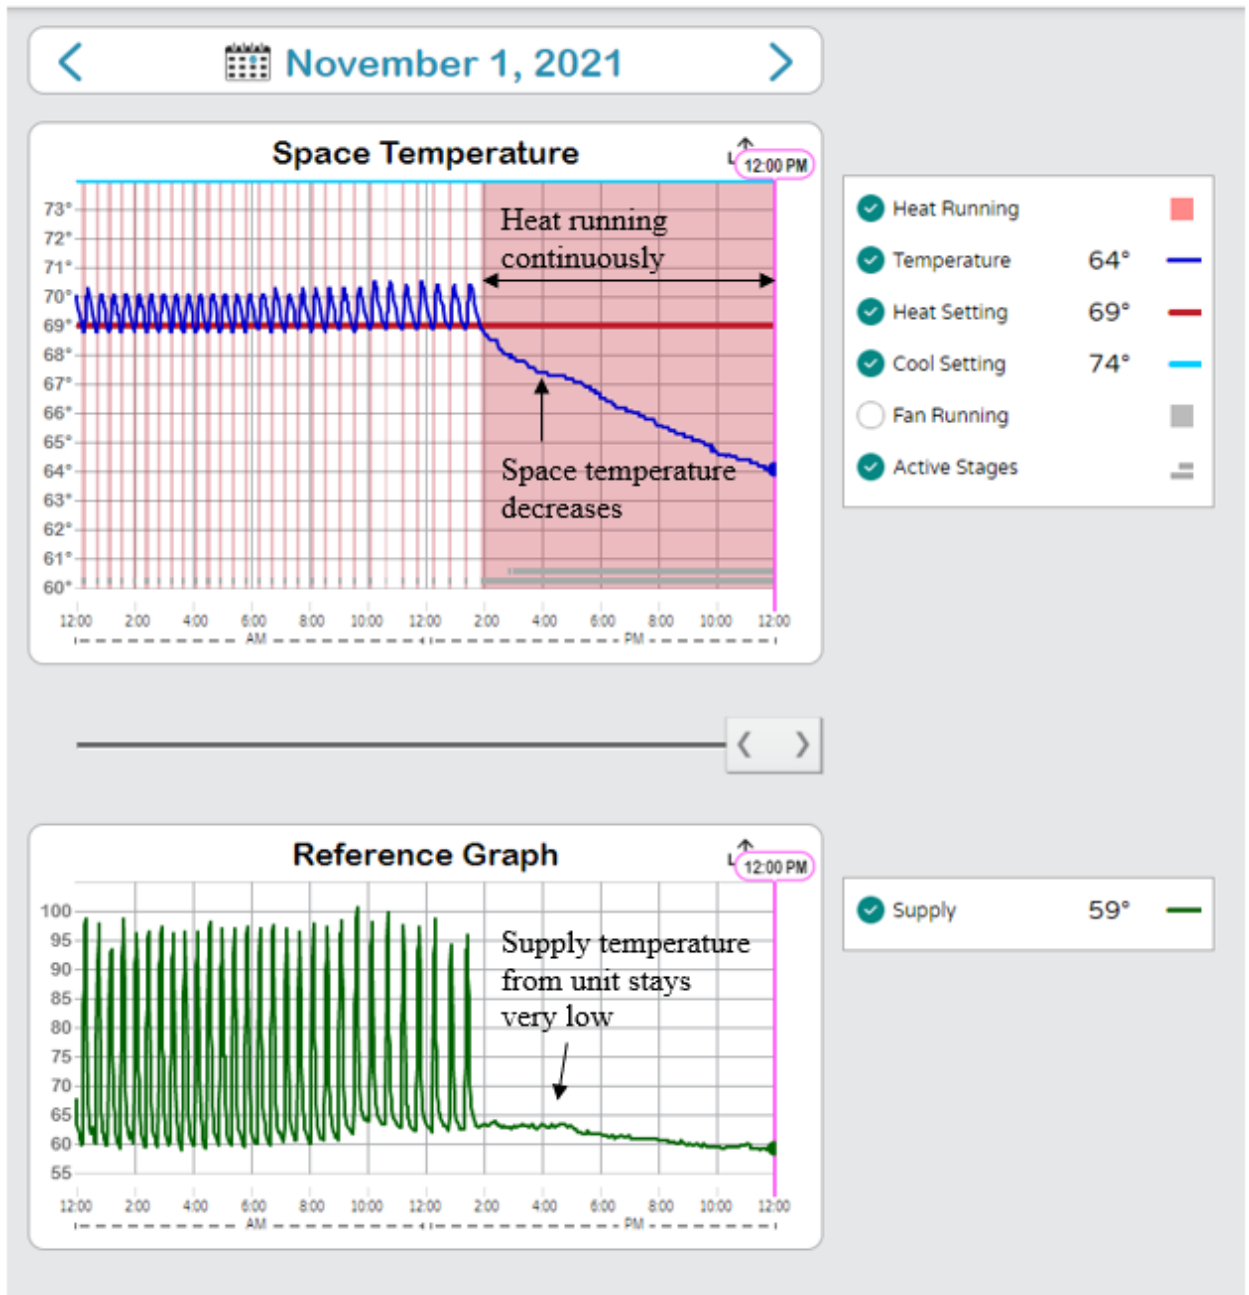 November 1, 2021
Space Temperature
12:00 PM
73°
72°
71°
70°
69°
68°
67°
66°
65°
64°
63°
62°
61°
60°
Heat running
continuously
Space temperature
decreases
12:00 2:00 4:00 6:00 8:00 10:00 12:00 2:00 4:00 6:00 8:00 10:00 12:00
AM PM
Heat Running
Temperature 64°
Heat Setting 69°
Cool Setting 74°
Fan Running
Active Stages
Reference Graph
12:00 PM
100
95
90
85
80
75
70
65
60
55
Supply temperature
from unit stays
very low
12:00 2:00 4:00 6:00 8:00 10:00 12:00 2:00 4:00 6:00 8:00 10:00 12:00
AM PM
Supply 59°